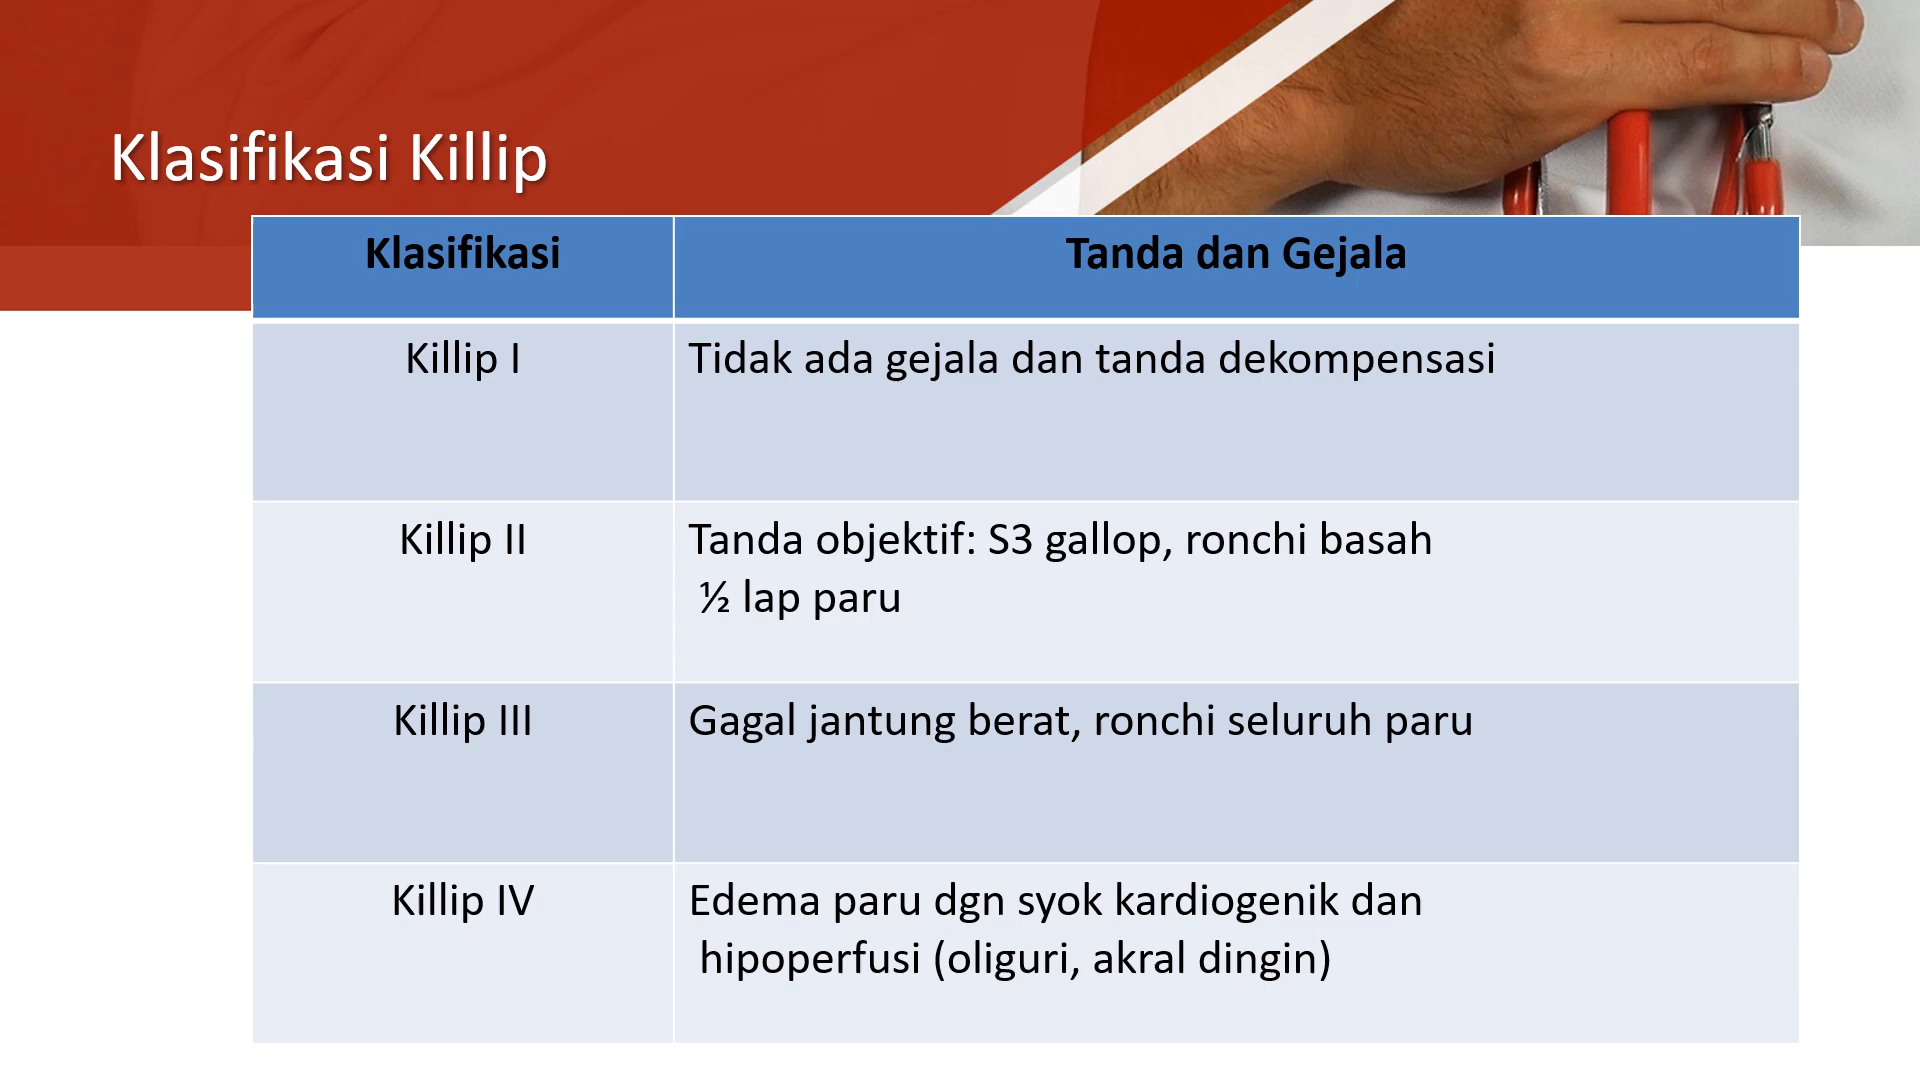 Klasifikasi Killip
Klasifikasi
Tanda dan Gejala
Killip I
Tidak ada gejala dan tanda dekompensasi
Killip II
Tanda objektif: S3 gallop, ronchi basah
½ lap paru
Killip III
Gagal jantung berat, ronchi seluruh paru
Killip IV
Edema paru dgn syok kardiogenik dan
hipoperfusi (oliguri, akral dingin)